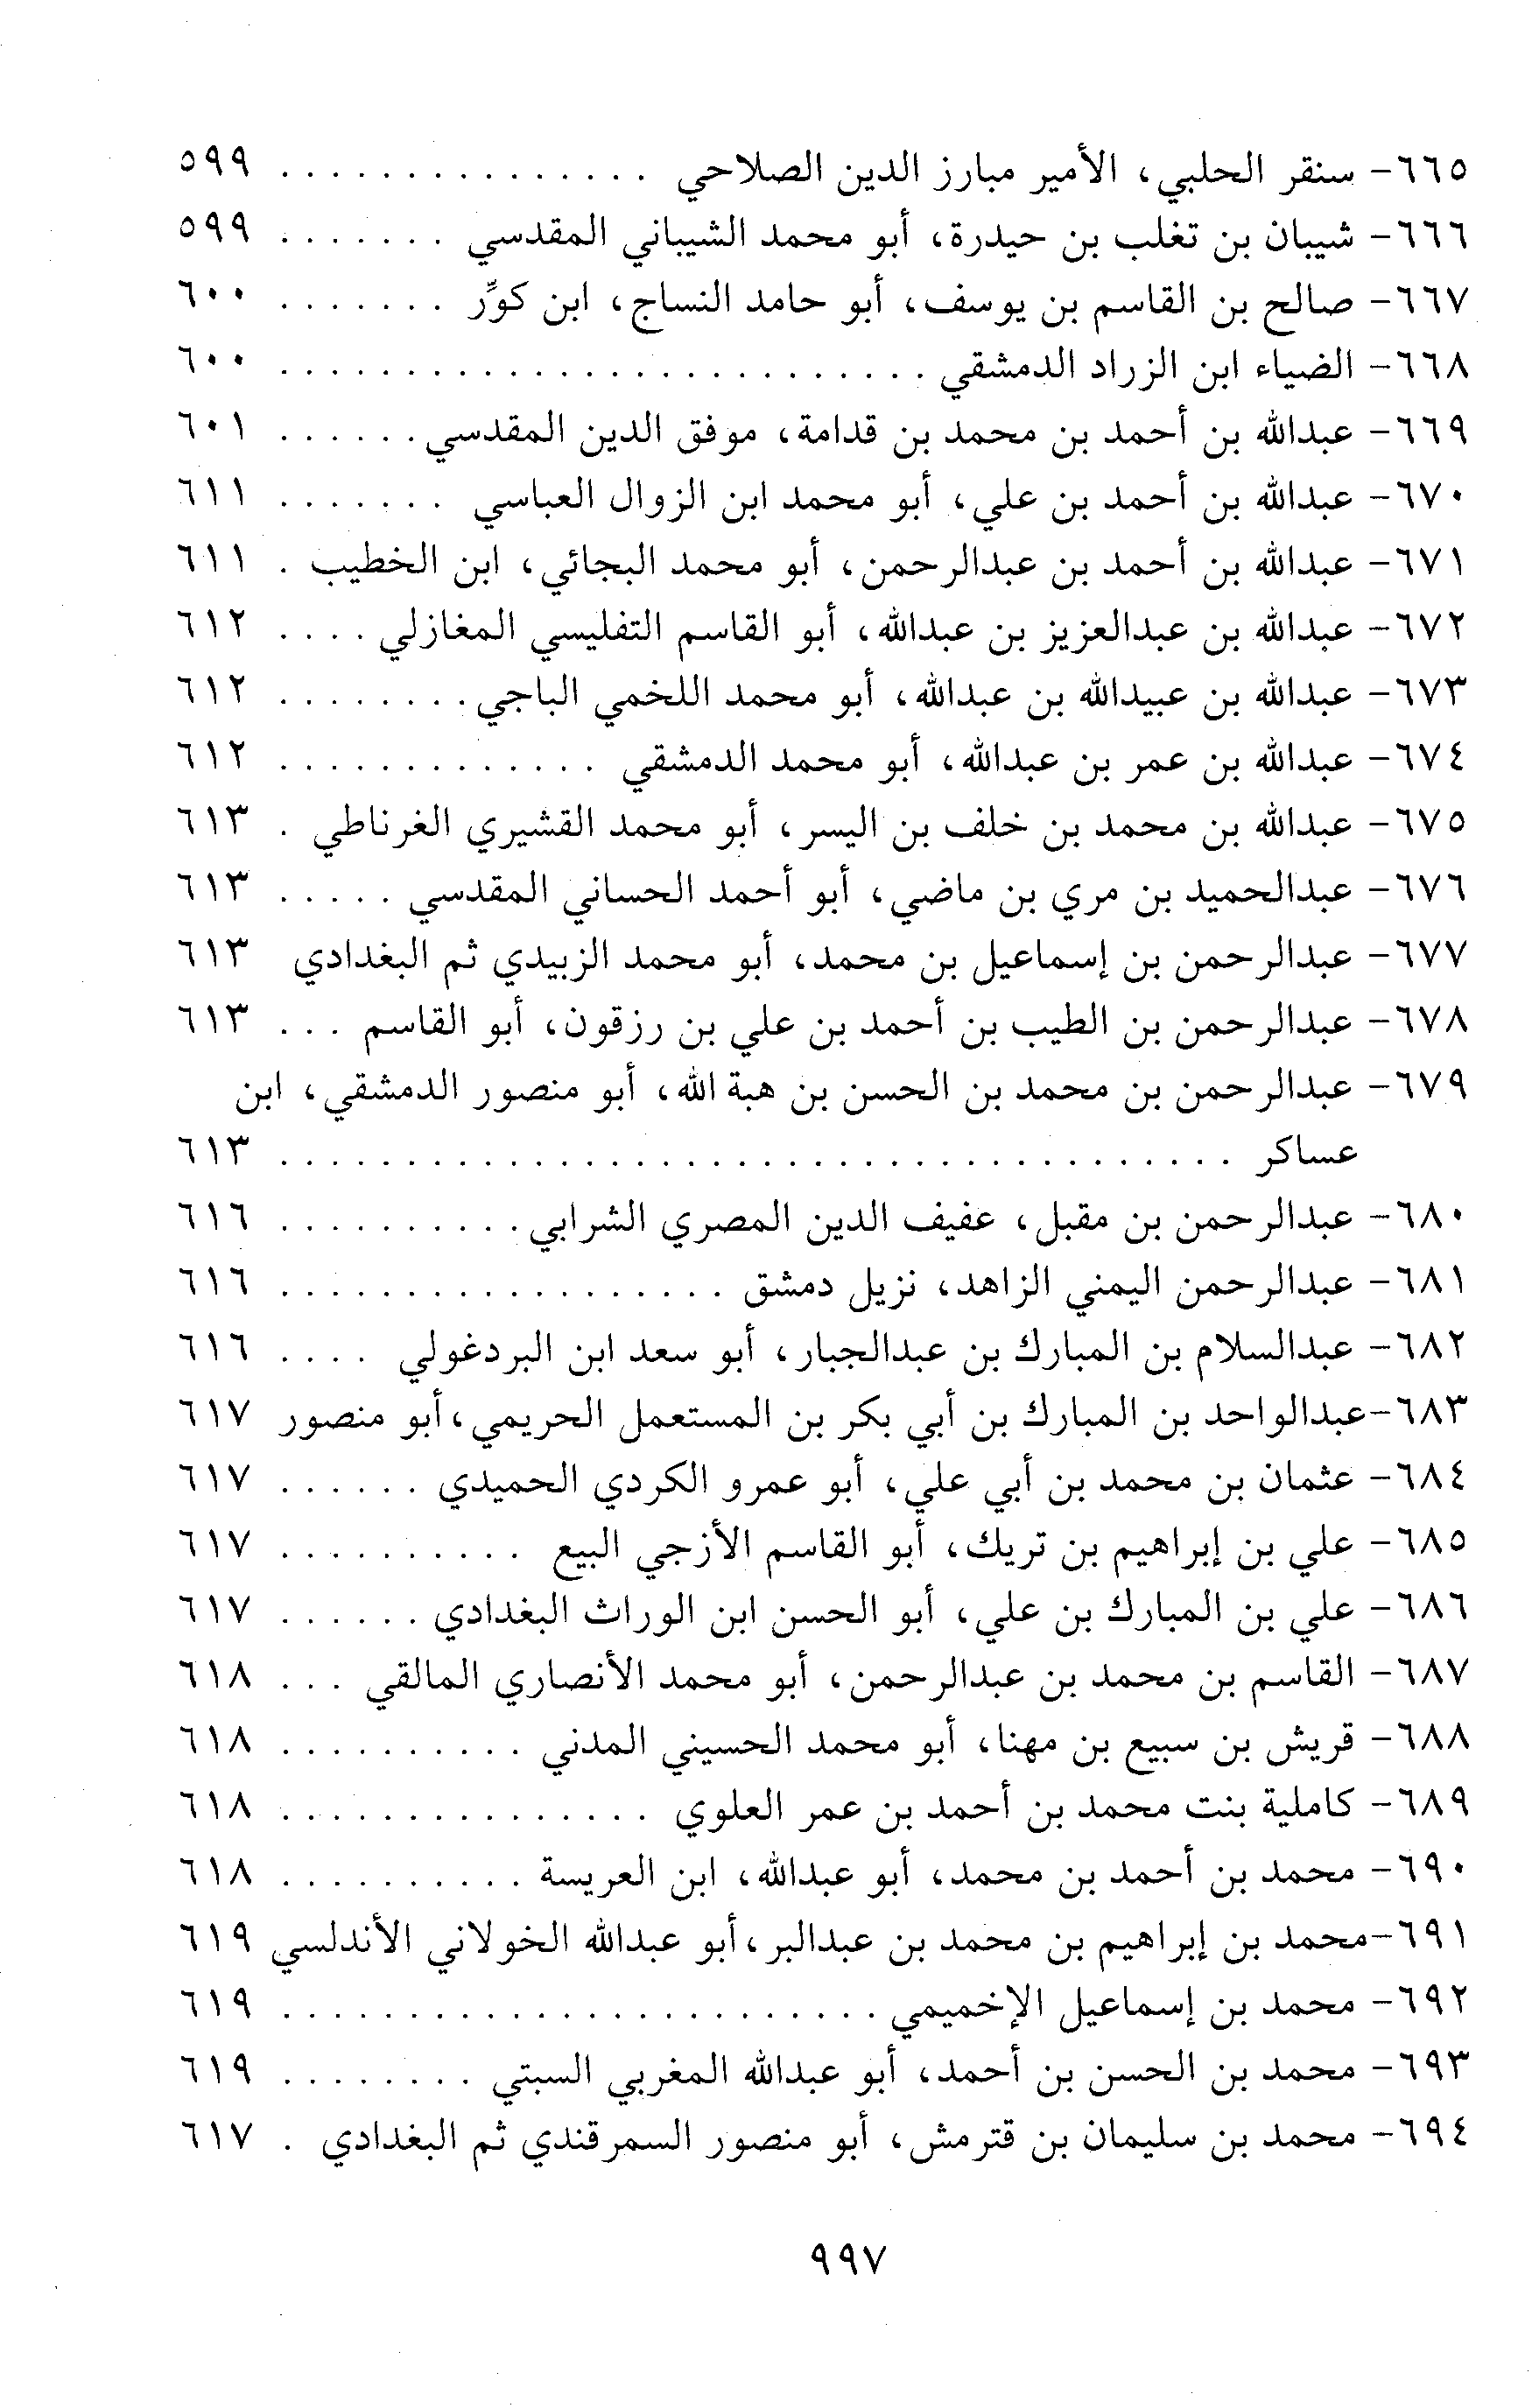 ٦٦٥- سنقر الحلبي، الأمير مبارز الدين الصلاحي . . . . . . . . . . . . . . . ٥٩٩
٦٦٦- شيبان بن تغلب بن حيدرة، أبو محمد الشيباني المقدسي . . . . . . . ٥٩٩
٦٦٧- صالح بن القاسم بن يوسف، أبو حامد النساج، ابن كوَّر . . . . . . . ٦٠٠
٦٦٨- الضياء ابن الزراد الدمشقي . . . . . . . . . . . . . . . . . . . . . . . . . . ٦٠٠
٦٦٩- عبدالله بن أحمد بن محمد بن قدامة، موفق الدين المقدسي . . . . . . ٦٠١
٦٧٠- عبدالله بن أحمد بن علي، أبو محمد ابن الزوال العباسي . . . . . . . ٦١١
٦٧١- عبدالله بن أحمد بن عبدالرحمن، أبو محمد البجائي، ابن الخطيب . ٦١١
٦٧٢- عبدالله بن عبدالعزيز بن عبدالله، أبو القاسم التفليسي المغازلي . . . . ٦١٢
٦٧٣- عبدالله بن عبيدالله بن عبدالله، أبو محمد اللخمي الباجي . . . . . . . . ٦١٢
٦٧٤- عبدالله بن عمر بن عبدالله، أبو محمد الدمشقي . . . . . . . . . . . . . ٦١٢
٦٧٥- عبدالله بن محمد بن خلف بن اليسر، أبو محمد القشيري الغرناطي . ٦١٣
٦٧٦- عبدالحميد بن مري بن ماضي، أبو أحمد الحساني المقدسي . . . . . ٦١٣
٦٧٧- عبدالرحمن بن إسماعيل بن محمد، أبو محمد الزبيدي ثم البغدادي ٦١٣
٦٧٨- عبدالرحمن بن الطيب بن أحمد بن علي بن رزقون، أبو القاسم . . . ٦١٣
٦٧٩- عبدالرحمن بن محمد بن الحسن بن هبة الله، أبو منصور الدمشقي، ابن
عساكر . . . . . . . . . . . . . . . . . . . . . . . . . . . . . . . . . . . . . . . ٦١٣
٦٨٠- عبدالرحمن بن مقبل، عفيف الدين المصري الشرابي . . . . . . . . . . ٦١٦
٦٨١- عبدالرحمن اليمني الزاهد، نزيل دمشق . . . . . . . . . . . . . . . . . . ٦١٦
٦٨٢- عبدالسلام بن المبارك بن عبدالجبار، أبو سعد ابن البردغولي . . . . ٦١٦
٦٨٣-عبدالواحد بن المبارك بن أبي بكر بن المستعمل الحريمي،أبو منصور ٦١٧
٦٨٤- عثمان بن محمد بن أبي علي، أبو عمرو الكردي الحميدي . . . . . . ٦١٧
٦٨٥- علي بن إبراهيم بن تريك، أبو القاسم الأزجي البيع . . . . . . . . . . ٦١٧
٦٨٦- علي بن المبارك بن علي، أبو الحسن ابن الوراث البغدادي . . . . . . ٦١٧
٦٨٧- القاسم بن محمد بن عبدالرحمن، أبو محمد الأنصاري المالقي . . . ٦١٨
٦٨٨- قريش بن سبيع بن مهنا، أبو محمد الحسيني المدني . . . . . . . . . . ٦١٨
٦٨٩- كاملية بنت محمد بن أحمد بن عمر العلوي . . . . . . . . . . . . . . . ٦١٨
٦٩٠- محمد بن أحمد بن محمد، أبو عبدالله، ابن العريسة . . . . . . . . . . ٦١٨
٦٩١-محمد بن إبراهيم بن محمد بن عبدالبر،أبو عبدالله الخولاني الأندلسي ٦١٩
٦٩٢- محمد بن إسماعيل الإخميمي . . . . . . . . . . . . . . . . . . . . . . . . ٦١٩
٦٩٣- محمد بن الحسن بن أحمد، أبو عبدالله المغربي السبتي . . . . . . . . ٦١٩
٦٩٤- محمد بن سليمان بن قترمش، أبو منصور السمرقندي ثم البغدادي . ٦١٧
٩٩٧